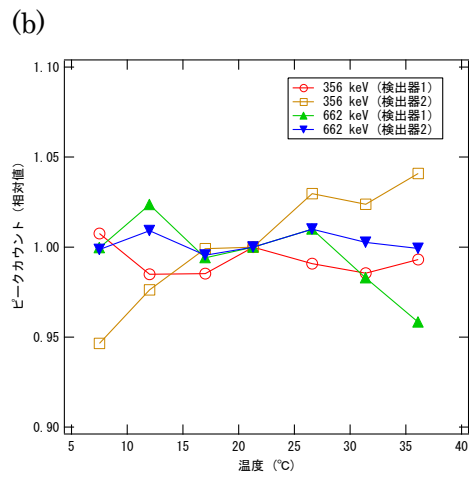 (b)
1.10
1.05
1.00
0.95
0.90
ピークカウント (相対値)
356 keV (検出器1)
356 keV (検出器2)
662 keV (検出器1)
662 keV (検出器2)
5 10 15 20 25 30 35 40
温度 (℃)